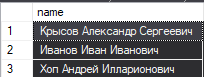 name
1 Крысов Александр Сергеевич
2 Иванов Иван Иванович
3 Хоп Андрей Илларионович